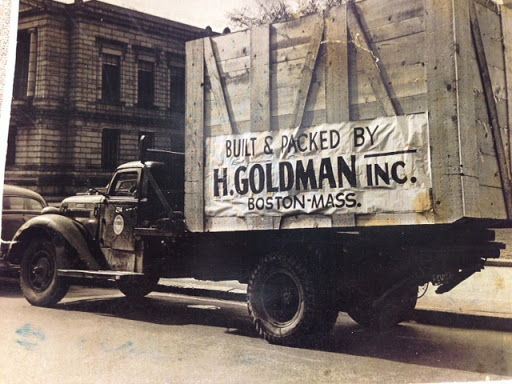 BUILT & PACKED BY
H. GOLDMAN INC.
BOSTON-MASS.